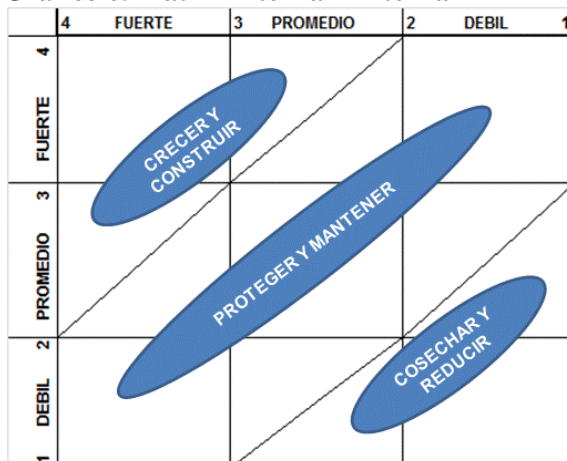 4 FUERTE 3 PROMEDIO 2 DEBIL 1
4
FUERTE
3
PROMEDIO
2
DEBIL
1
CRECER Y
CONSTRUIR
PROTEGER Y MANTENER
COSECHAR Y
REDUCIR